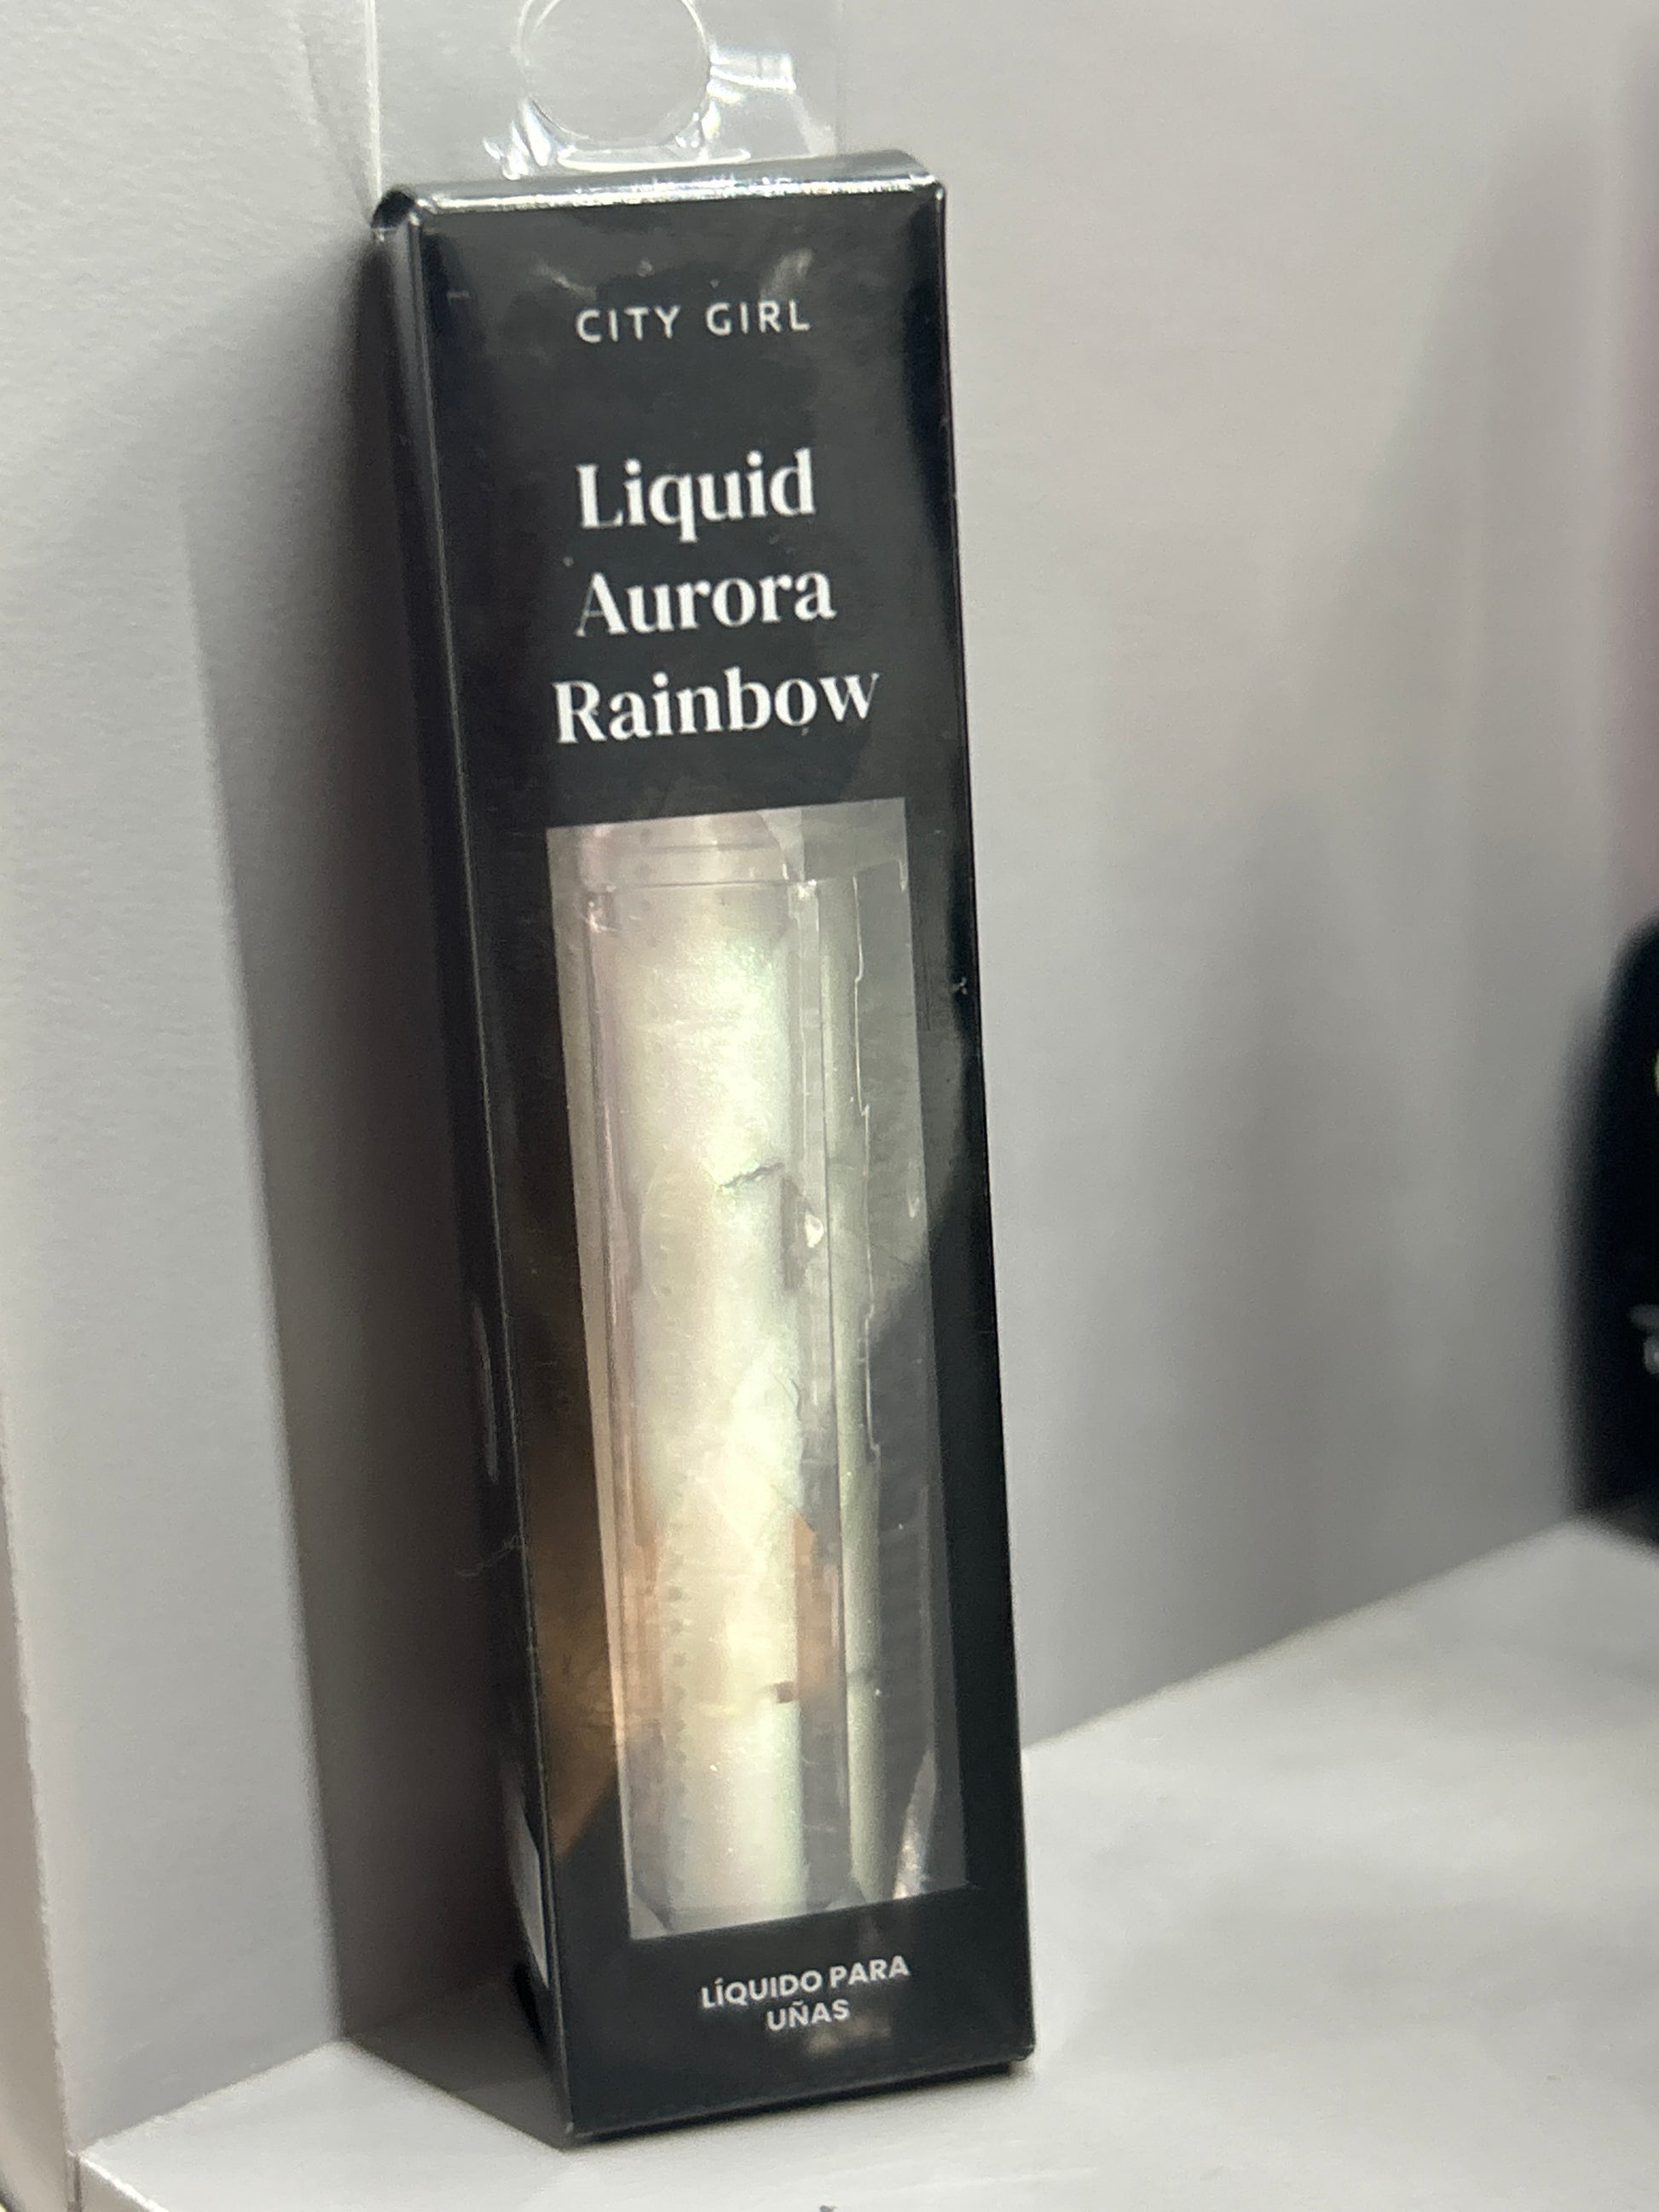 CITY GIRL
Liquid
Aurora
Rainbow
LÍQUIDO PARA
UÑAS